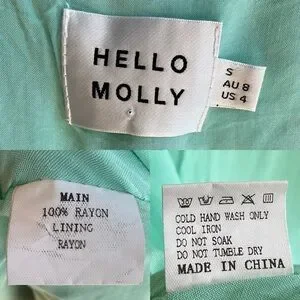 HELLO
MOLLY
S
AU 8
US 4
MAIN
100% RAYON
LINING
RAYON
COLD HAND WASH ONLY
COOL IRON
DO NOT SOAK
DO NOT TUMBLE DRY
MADE IN CHINA